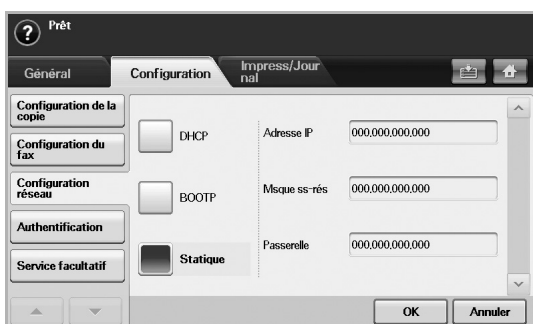 ? Prêt
Général
Configuration
Impress/Jour
nal
Configuration de la
copie
Configuration du
fax
Configuration
réseau
Authentification
Service facultatif
DHCP
BOOTP
Statique
Adresse IP
000,000,000,000
Msque ss-rés
000,000,000,000
Passerelle
000,000,000,000
OK
Annuler